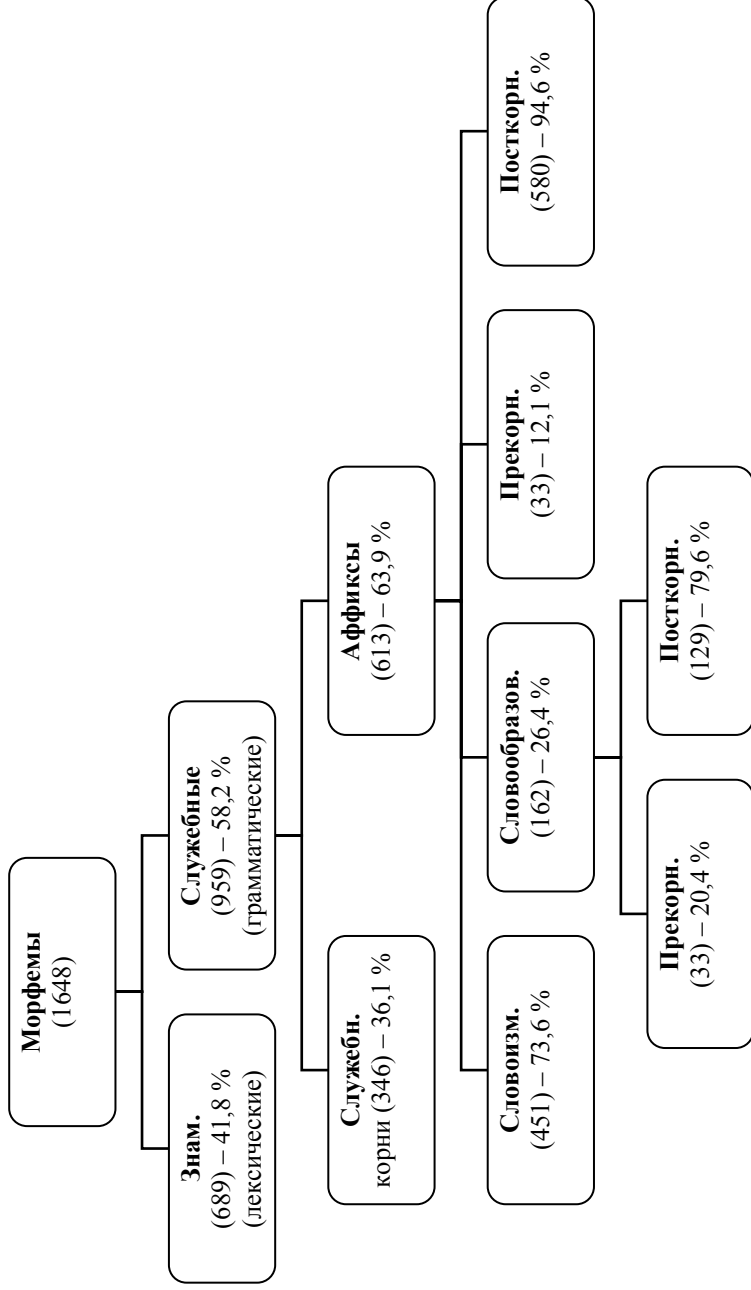 Морфемы
(1648)
Знам.
(689) – 41,8 %
(лексические)
Служебные
(959) – 58,2 %
(грамматические)
Служебн.
корни (346) – 36,1 %
Аффиксы
(613) – 63,9 %
Словоизм.
(451) – 73,6 %
Словообразов.
(162) – 26,4 %
Прекорн.
(33) – 12,1 %
Посткорн.
(580) – 94,6 %
Прекорн.
(33) – 20,4 %
Посткорн.
(129) – 79,6 %